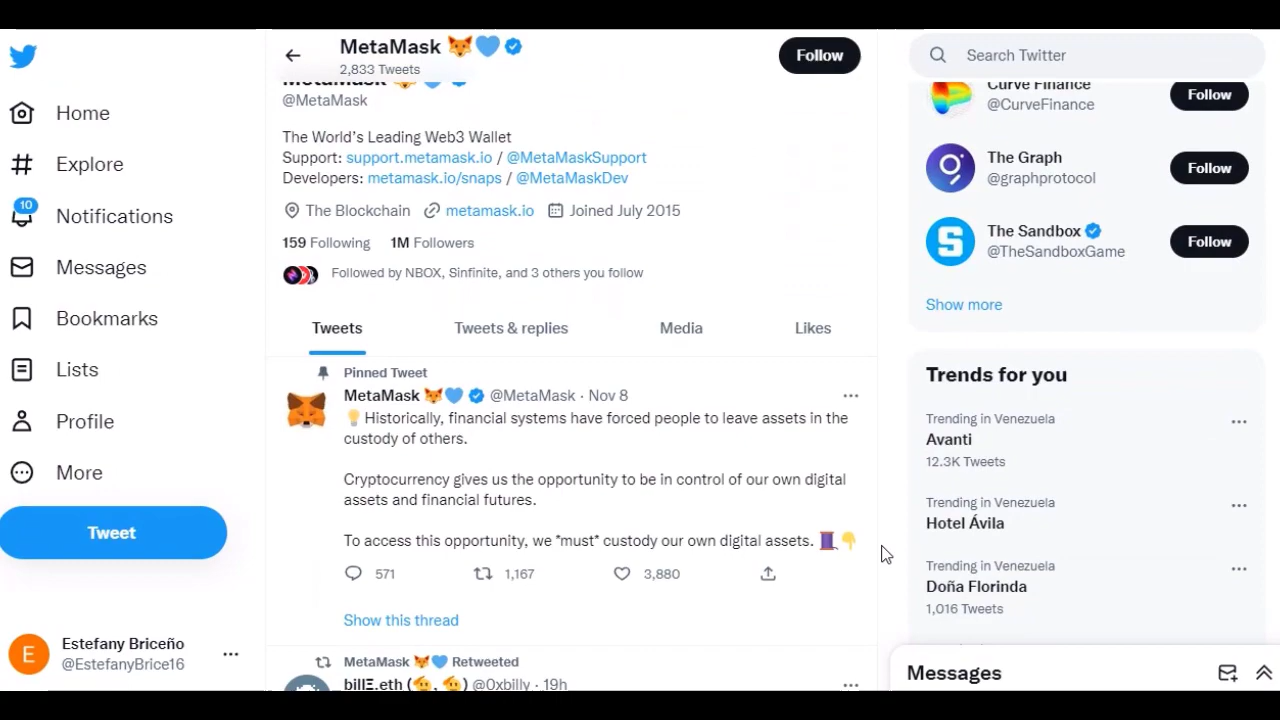 MetaMask 🦊💙
2,833 Tweets
Follow
Search Twitter
Home
Explore
10
Notifications
Messages
Bookmarks
Lists
Profile
More
Tweet
Estefany Briceño
@EstefanyBrice16
MetaMask 🦊💙
@MetaMask
The World’s Leading Web3 Wallet
Support: support.metamask.io / @MetaMaskSupport
Developers: metamask.io/snaps / @MetaMaskDev
The Blockchain metamask.io Joined July 2015
159 Following 1M Followers
Followed by NBOX, Sinfinite, and 3 others you follow
Tweets Tweets & replies Media Likes
Pinned Tweet
MetaMask 🦊💙 @MetaMask · Nov 8
💡Historically, financial systems have forced people to leave assets in the
custody of others.
Cryptocurrency gives us the opportunity to be in control of our own digital
assets and financial futures.
To access this opportunity, we *must* custody our own digital assets. 🧵👇
571 1,167 3,880
Show this thread
MetaMask 🦊💙 Retweeted
billΞ.eth (🫡, 🫡) @0xbilly · 19h
Curve Finance
@CurveFinance
Follow
The Graph
@graphprotocol
Follow
The Sandbox
@TheSandboxGame
Follow
Show more
Trends for you
Trending in Venezuela
Avanti
12.3K Tweets
Trending in Venezuela
Hotel Ávila
Trending in Venezuela
Doña Florinda
1,016 Tweets
Messages